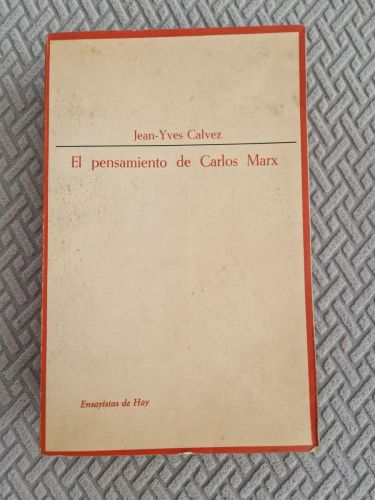 Jean-Yves Calvez
El pensamiento de Carlos Marx
Ensayistas de Hoy